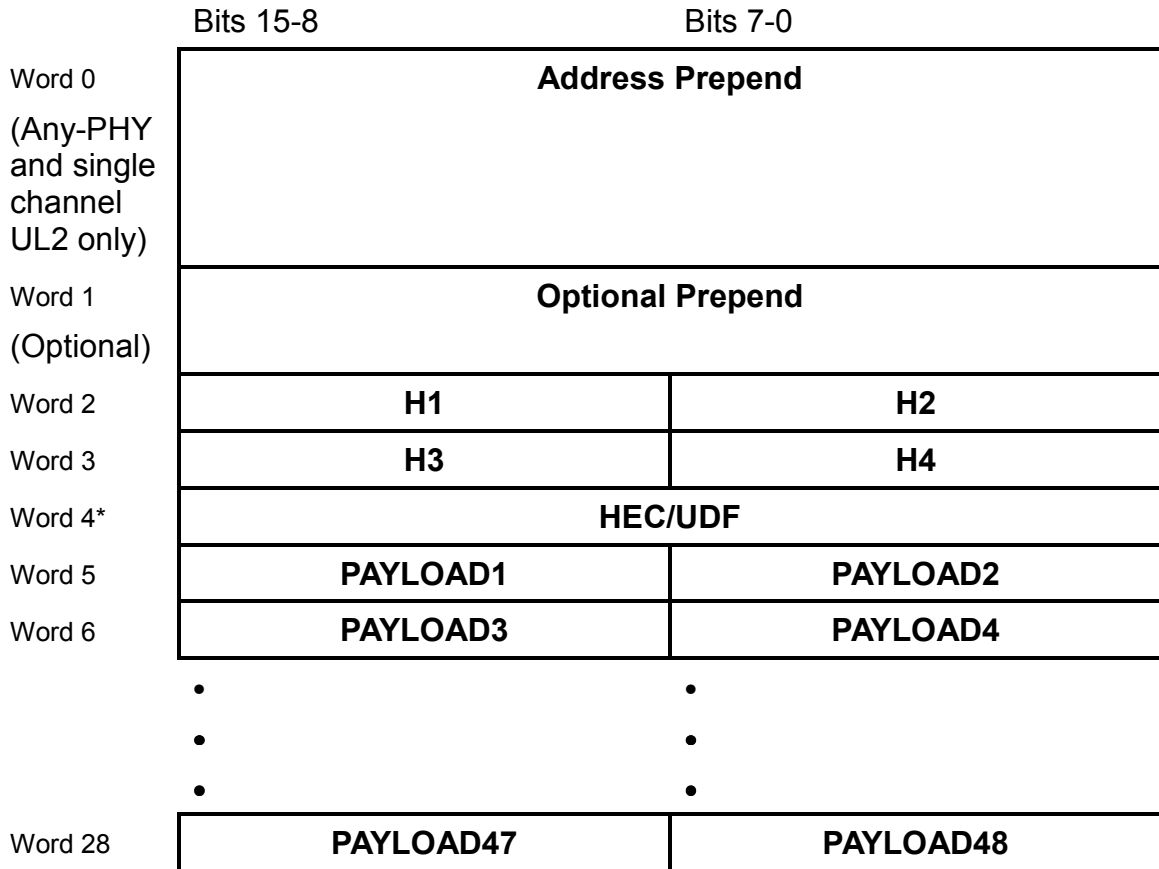 Bits 15-8 Bits 7-0
Word 0 Address Prepend
(Any-PHY
and single
channel
UL2 only)
Word 1 Optional Prepend
(Optional)
Word 2 H1 H2
Word 3 H3 H4
Word 4* HEC/UDF
Word 5 PAYLOAD1 PAYLOAD2
Word 6 PAYLOAD3 PAYLOAD4
• •
• •
• •
Word 28 PAYLOAD47 PAYLOAD48